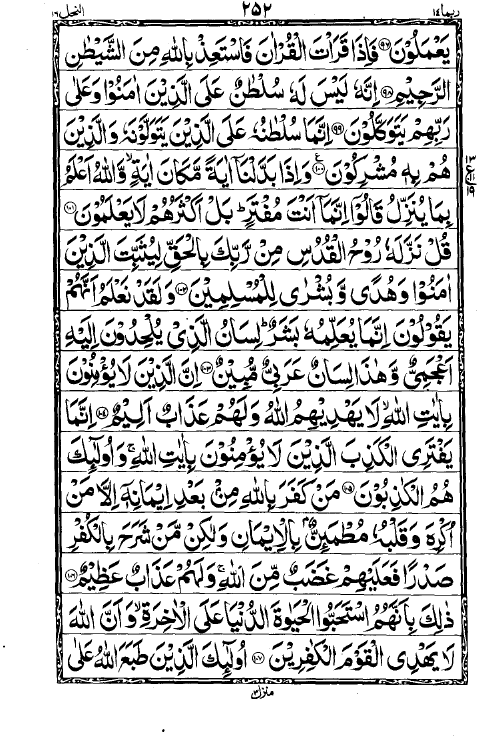 ربما ١٤ ٢٥٢ النحل ١٦
يَعْمَلُوْنَ ﴿٩٧﴾ فَاِذَا قَرَاْتَ الْقُرْاٰنَ فَاسْتَعِذْ بِاللّٰهِ مِنَ الشَّيْطٰنِ
الرَّجِيْمِ ﴿٩٨﴾ اِنَّهٗ لَيْسَ لَهٗ سُلْطٰنٌ عَلَى الَّذِيْنَ اٰمَنُوْا وَعَلٰى
رَبِّهِمْ يَتَوَكَّلُوْنَ ﴿٩٩﴾ اِنَّمَا سُلْطٰنُهٗ عَلَى الَّذِيْنَ يَتَوَلَّوْنَهٗ وَالَّذِيْنَ
هُمْ بِهٖ مُشْرِكُوْنَ ﴿١٠٠﴾ وَاِذَا بَدَّلْنَاۤ اٰيَةً مَّكَانَ اٰيَةٍ ۙ وَّاللّٰهُ اَعْلَمُ
بِمَا يُنَزِّلُ قَالُوْۤا اِنَّمَاۤ اَنْتَ مُفْتَرٍ ؕ بَلْ اَكْثَرُهُمْ لَا يَعْلَمُوْنَ ﴿١٠١﴾
قُلْ نَزَّلَهٗ رُوْحُ الْقُدُسِ مِنْ رَّبِّكَ بِالْحَقِّ لِيُثَبِّتَ الَّذِيْنَ
اٰمَنُوْا وَهُدًى وَّبُشْرٰى لِلْمُسْلِمِيْنَ ﴿١٠٢﴾ وَلَقَدْ نَعْلَمُ اَنَّهُمْ
يَقُوْلُوْنَ اِنَّمَا يُعَلِّمُهٗ بَشَرٌ ؕ لِسَانُ الَّذِيْ يُلْحِدُوْنَ اِلَيْهِ
اَعْجَمِيٌّ وَّهٰذَا لِسَانٌ عَرَبِيٌّ مُّبِيْنٌ ﴿١٠٣﴾ اِنَّ الَّذِيْنَ لَا يُؤْمِنُوْنَ
بِاٰيٰتِ اللّٰهِ ۙ لَا يَهْدِيْهِمُ اللّٰهُ وَلَهُمْ عَذَابٌ اَلِيْمٌ ﴿١٠٤﴾ اِنَّمَا
يَفْتَرِى الْكَذِبَ الَّذِيْنَ لَا يُؤْمِنُوْنَ بِاٰيٰتِ اللّٰهِ ۚ وَاُولٰٓئِكَ
هُمُ الْكٰذِبُوْنَ ﴿١٠٥﴾ مَنْ كَفَرَ بِاللّٰهِ مِنْۢ بَعْدِ اِيْمَانِهٖۤ اِلَّا مَنْ
اُكْرِهَ وَقَلْبُهٗ مُطْمَئِنٌّۢ بِالْاِيْمَانِ وَلٰكِنْ مَّنْ شَرَحَ بِالْكُفْرِ
صَدْرًا فَعَلَيْهِمْ غَضَبٌ مِّنَ اللّٰهِ ۚ وَلَهُمْ عَذَابٌ عَظِيْمٌ ﴿١٠٦﴾
ذٰلِكَ بِاَنَّهُمُ اسْتَحَبُّوا الْحَيٰوةَ الدُّنْيَا عَلَى الْاٰخِرَةِ ۙ وَاَنَّ اللّٰهَ
لَا يَهْدِى الْقَوْمَ الْكٰفِرِيْنَ ﴿١٠٧﴾ اُولٰٓئِكَ الَّذِيْنَ طَبَعَ اللّٰهُ عَلٰى
منزل ٣